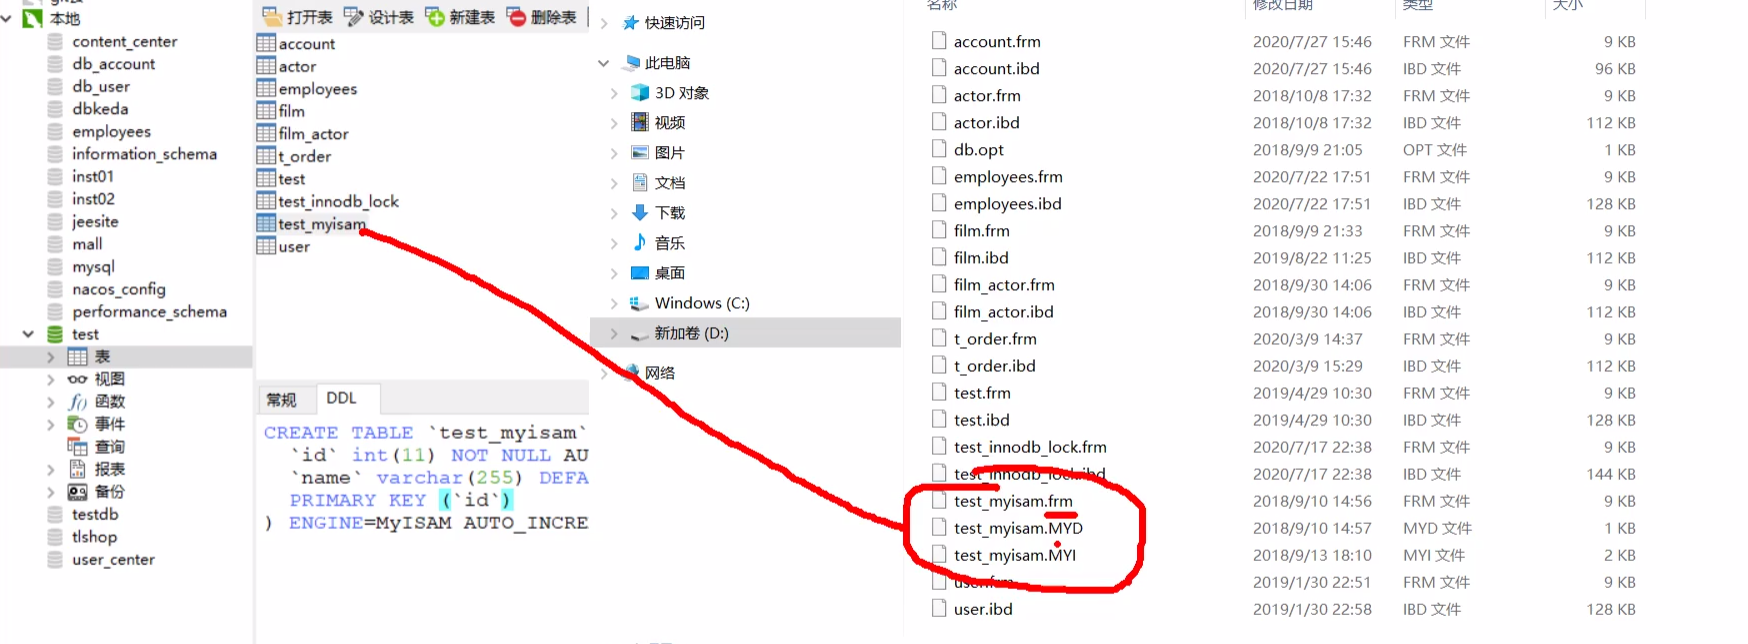 本地
content_center
db_account
db_user
dbkeda
employees
information_schema
inst01
inst02
jeesite
mall
mysql
nacos_config
performance_schema
test
表
视图
函数
事件
查询
报表
备份
testdb
tlshop
user_center
打开表 设计表 新建表 删除表
account
actor
employees
film
film_actor
t_order
test
test_innodb_lock
test_myisam
user
常规 DDL
CREATE TABLE `test_myisam`
`id` int(11) NOT NULL AU
`name` varchar(255) DEFA
PRIMARY KEY (`id`)
) ENGINE=MyISAM AUTO_INCRE
快速访问
此电脑
3D 对象
视频
图片
文档
下载
音乐
桌面
Windows (C:)
新加卷 (D:)
网络
名称 修改日期 类型 大小
account.frm 2020/7/27 15:46 FRM 文件 9 KB
account.ibd 2020/7/27 15:46 IBD 文件 96 KB
actor.frm 2018/10/8 17:32 FRM 文件 9 KB
actor.ibd 2018/10/8 17:32 IBD 文件 112 KB
db.opt 2018/9/9 21:05 OPT 文件 1 KB
employees.frm 2020/7/22 17:51 FRM 文件 9 KB
employees.ibd 2020/7/22 17:51 IBD 文件 128 KB
film.frm 2018/9/9 21:33 FRM 文件 9 KB
film.ibd 2019/8/22 11:25 IBD 文件 112 KB
film_actor.frm 2018/9/30 14:06 FRM 文件 9 KB
film_actor.ibd 2018/9/30 14:06 IBD 文件 112 KB
t_order.frm 2020/3/9 14:37 FRM 文件 9 KB
t_order.ibd 2020/3/9 15:29 IBD 文件 112 KB
test.frm 2019/4/29 10:30 FRM 文件 9 KB
test.ibd 2019/4/29 10:30 IBD 文件 128 KB
test_innodb_lock.frm 2020/7/17 22:38 FRM 文件 9 KB
test_innodb_lock.ibd 2020/7/17 22:38 IBD 文件 144 KB
test_myisam.frm 2018/9/10 14:56 FRM 文件 9 KB
test_myisam.MYD 2018/9/10 14:57 MYD 文件 1 KB
test_myisam.MYI 2018/9/13 18:10 MYI 文件 2 KB
user.frm 2019/1/30 22:51 FRM 文件 9 KB
user.ibd 2019/1/30 22:58 IBD 文件 128 KB